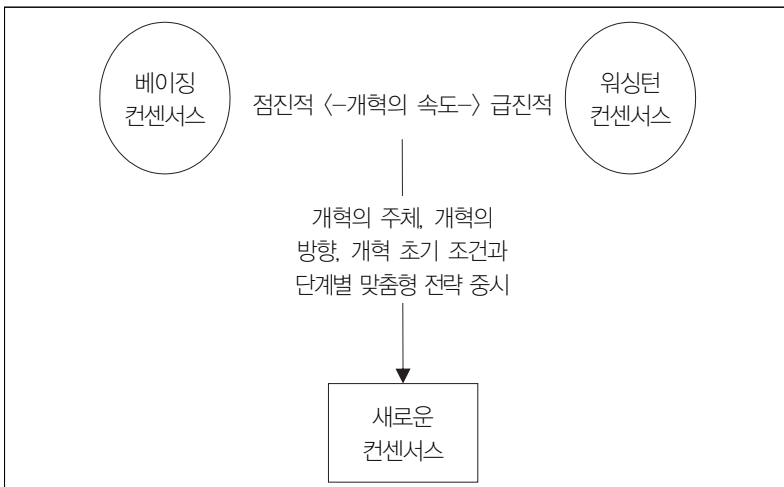 베이징
컨센서스
점진적 〈-개혁의 속도-〉 급진적
워싱턴
컨센서스
개혁의 주체, 개혁의
방향, 개혁 초기 조건과
단계별 맞춤형 전략 중시
새로운
컨센서스